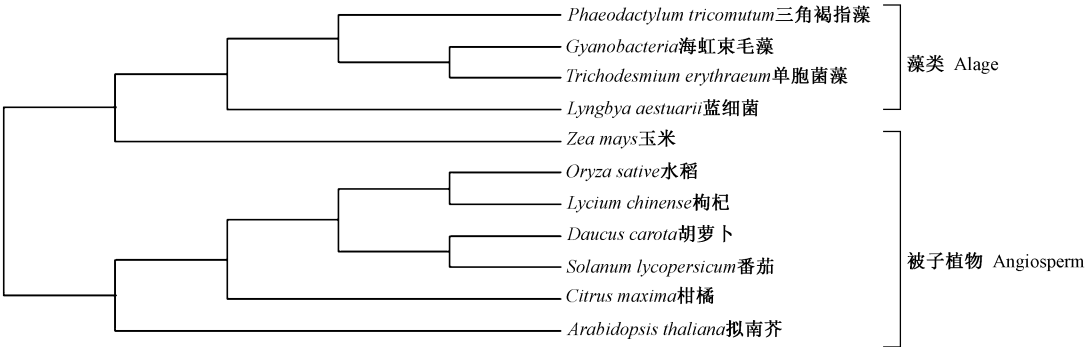 Phaeodactylum tricomutum三角褐指藻
Gyanobacteria海虹束毛藻
Trichodesmium erythraeum单胞菌藻
Lyngbya aestuarii蓝细菌
藻类 Alage
Zea mays玉米
Oryza sative水稻
Lycium chinense枸杞
Daucus carota胡萝卜
Solanum lycopersicum番茄
Citrus maxima柑橘
Arabidopsis thaliana拟南芥
被子植物 Angiosperm